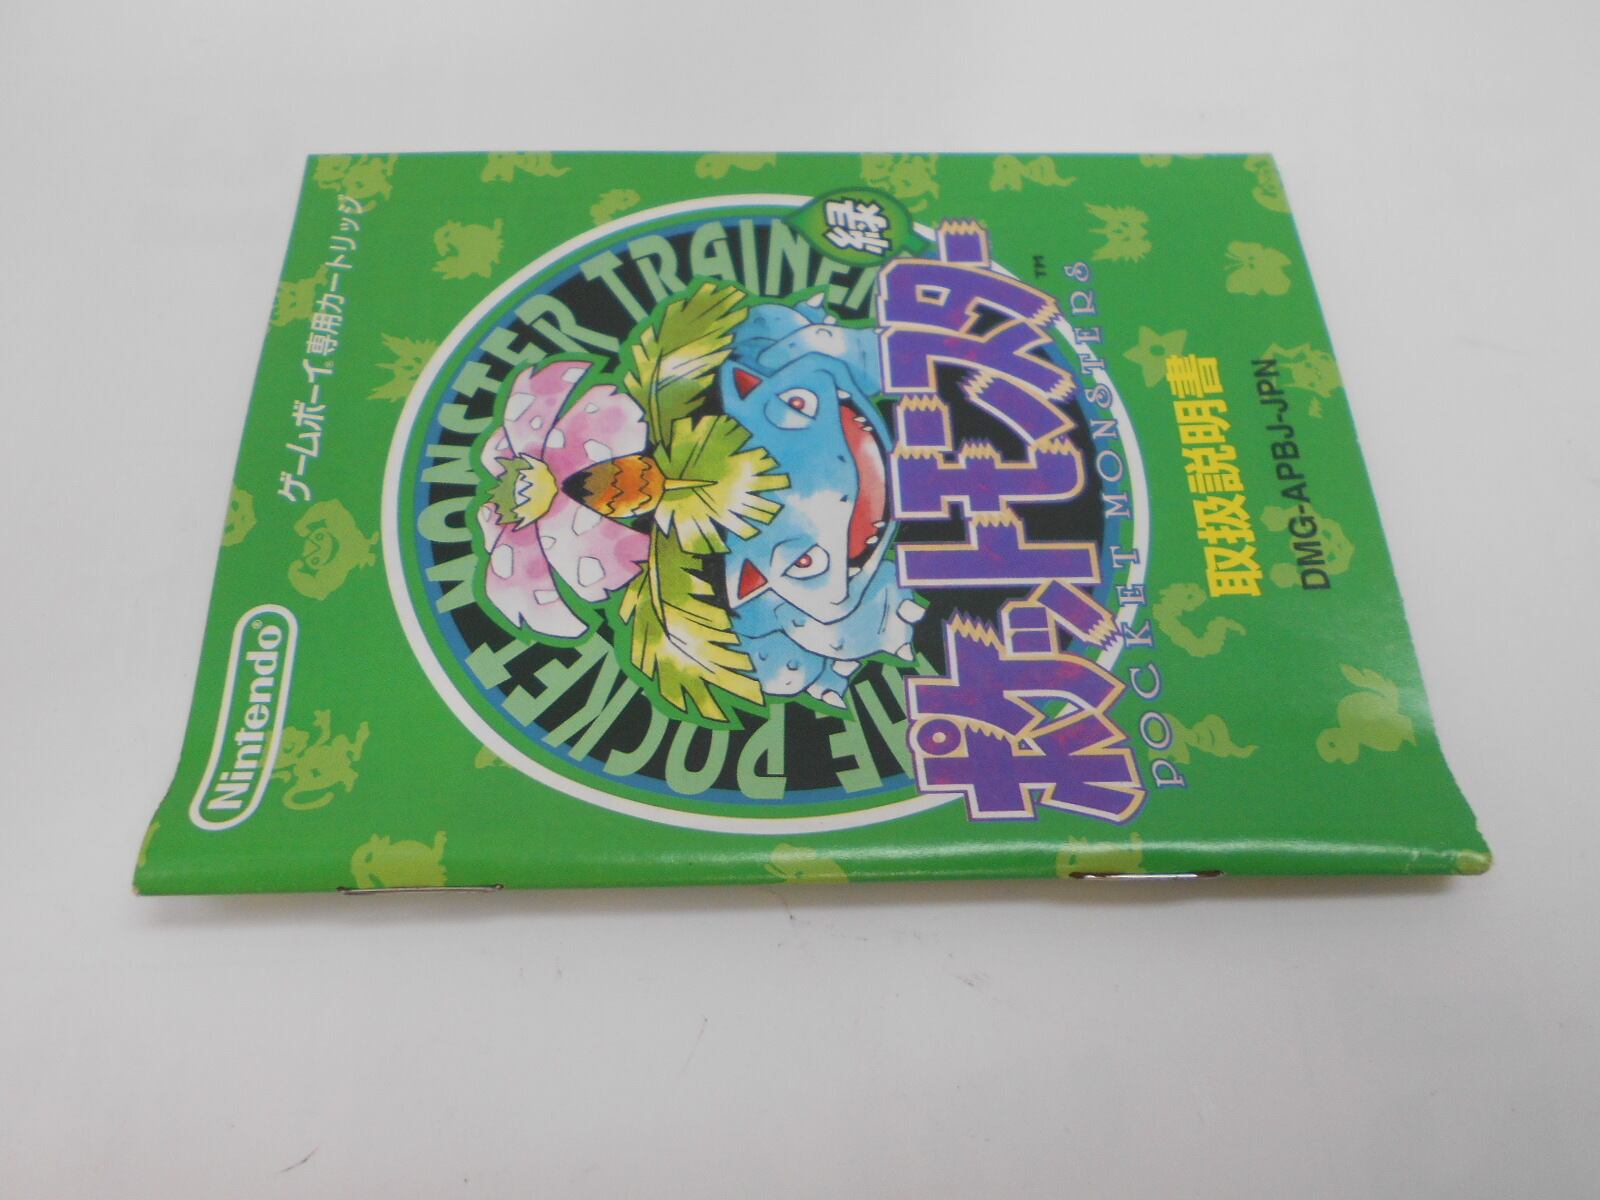 Nintendo®
ゲームボーイ®専用カートリッジ
POCKET MONSTER TRAINER
緑
ポケットモンスター
™
POCKET MONSTERS
取扱説明書
DMG-APBJ-JPN